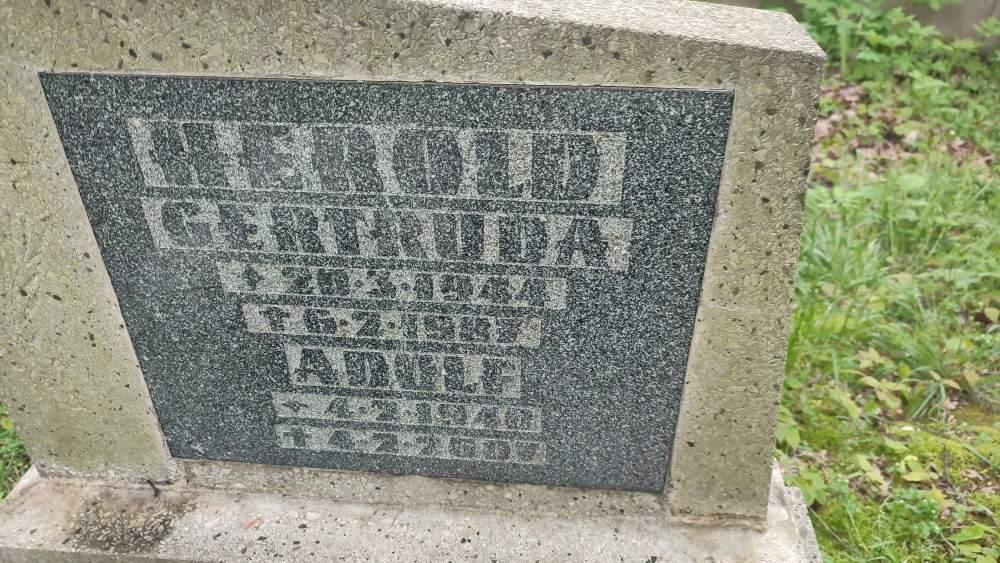 HEROLD
GERTRUDA
* 20·3·1944
† 6·2·1987
ADOLF
* 4·2·1940
† 4·2·2007